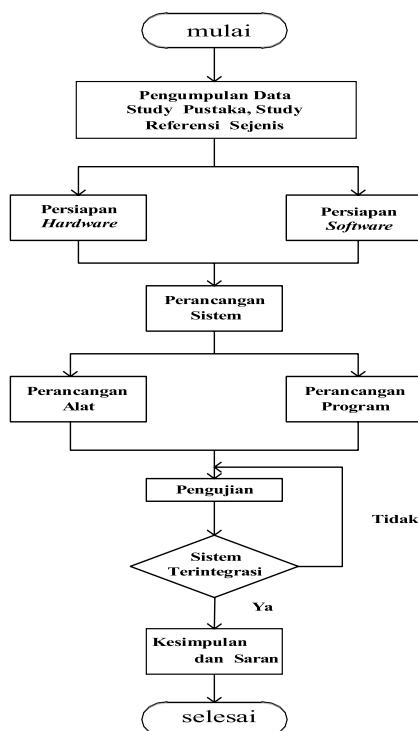 mulai
Pengumpulan Data
Study Pustaka, Study
Referensi Sejenis
Persiapan
Hardware
Persiapan
Software
Perancangan
Sistem
Perancangan
Alat
Perancangan
Program
Pengujian
Tidak
Sistem
Terintegrasi
Ya
Kesimpulan
dan Saran
selesai